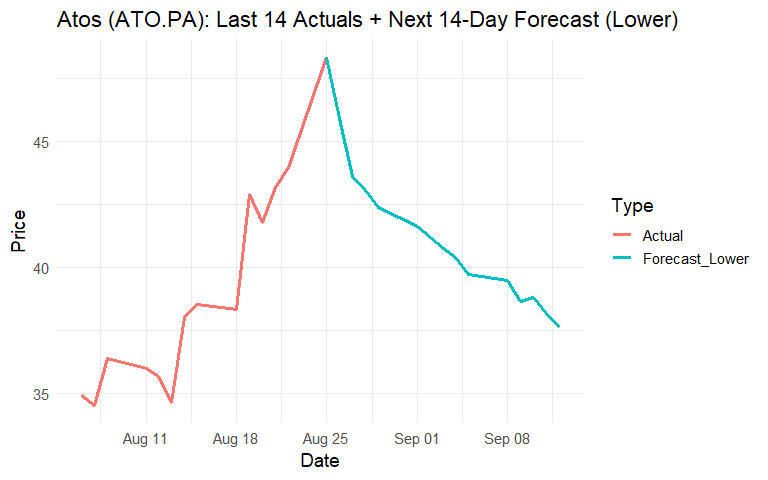 Atos (ATO.PA): Last 14 Actuals + Next 14-Day Forecast (Lower)
Price
45
40
35
Aug 11
Aug 18
Aug 25
Sep 01
Sep 08
Date
Type
Actual
Forecast_Lower